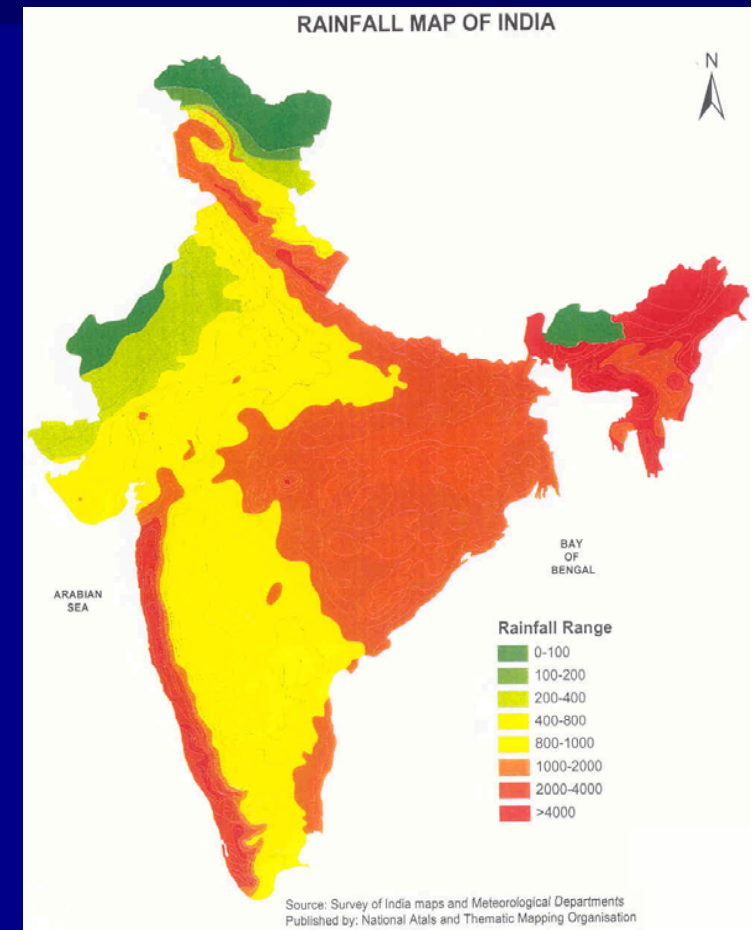 RAINFALL MAP OF INDIA
N
ARABIAN
SEA
BAY
OF
BENGAL
Rainfall Range
0-100
100-200
200-400
400-800
800-1000
1000-2000
2000-4000
>4000
Source: Survey of India maps and Meteorological Departments
Published by: National Atals and Thematic Mapping Organisation